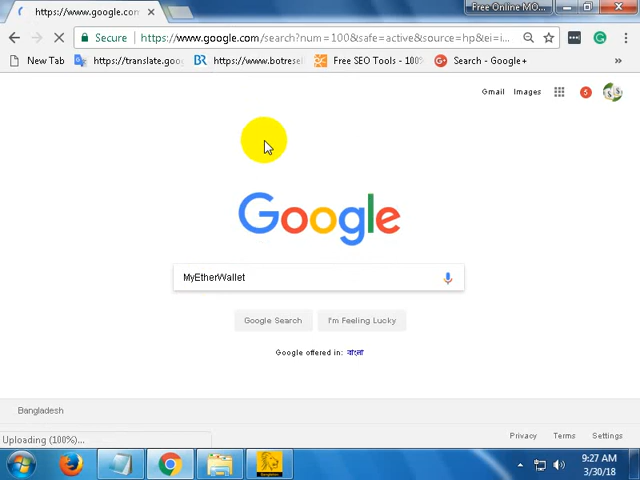 https://www.google.con
Free Online MO...
Secure https://www.google.com/search?num=100&safe=active&source=hp&ei=i...
New Tab https://translate.goo https://www.botrese Free SEO Tools - 100% Search - Google+ »
Gmail Images 5
Google
MyEtherWallet
Google Search I'm Feeling Lucky
Google offered in: বাংলা
Bangladesh
Uploading (100%)...
Privacy Terms Settings
9:27 AM
3/30/18